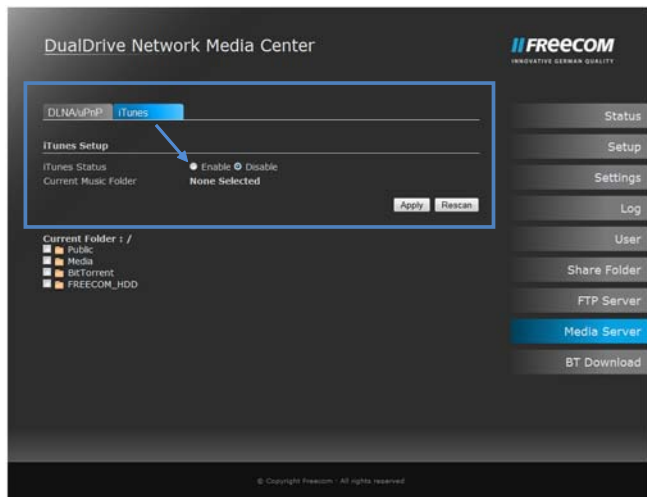 DualDrive Network Media Center
FREECOM
INNOVATIVE GERMAN QUALITY
DLNA/uPnP iTunes
iTunes Setup
iTunes Status Enable Disable
Current Music Folder None Selected
Apply Rescan
Current Folder : /
Public
Media
BitTorrent
FREECOM_HDD
Status
Setup
Settings
Log
User
Share Folder
FTP Server
Media Server
BT Download
© Copyright Freecom - All rights reserved